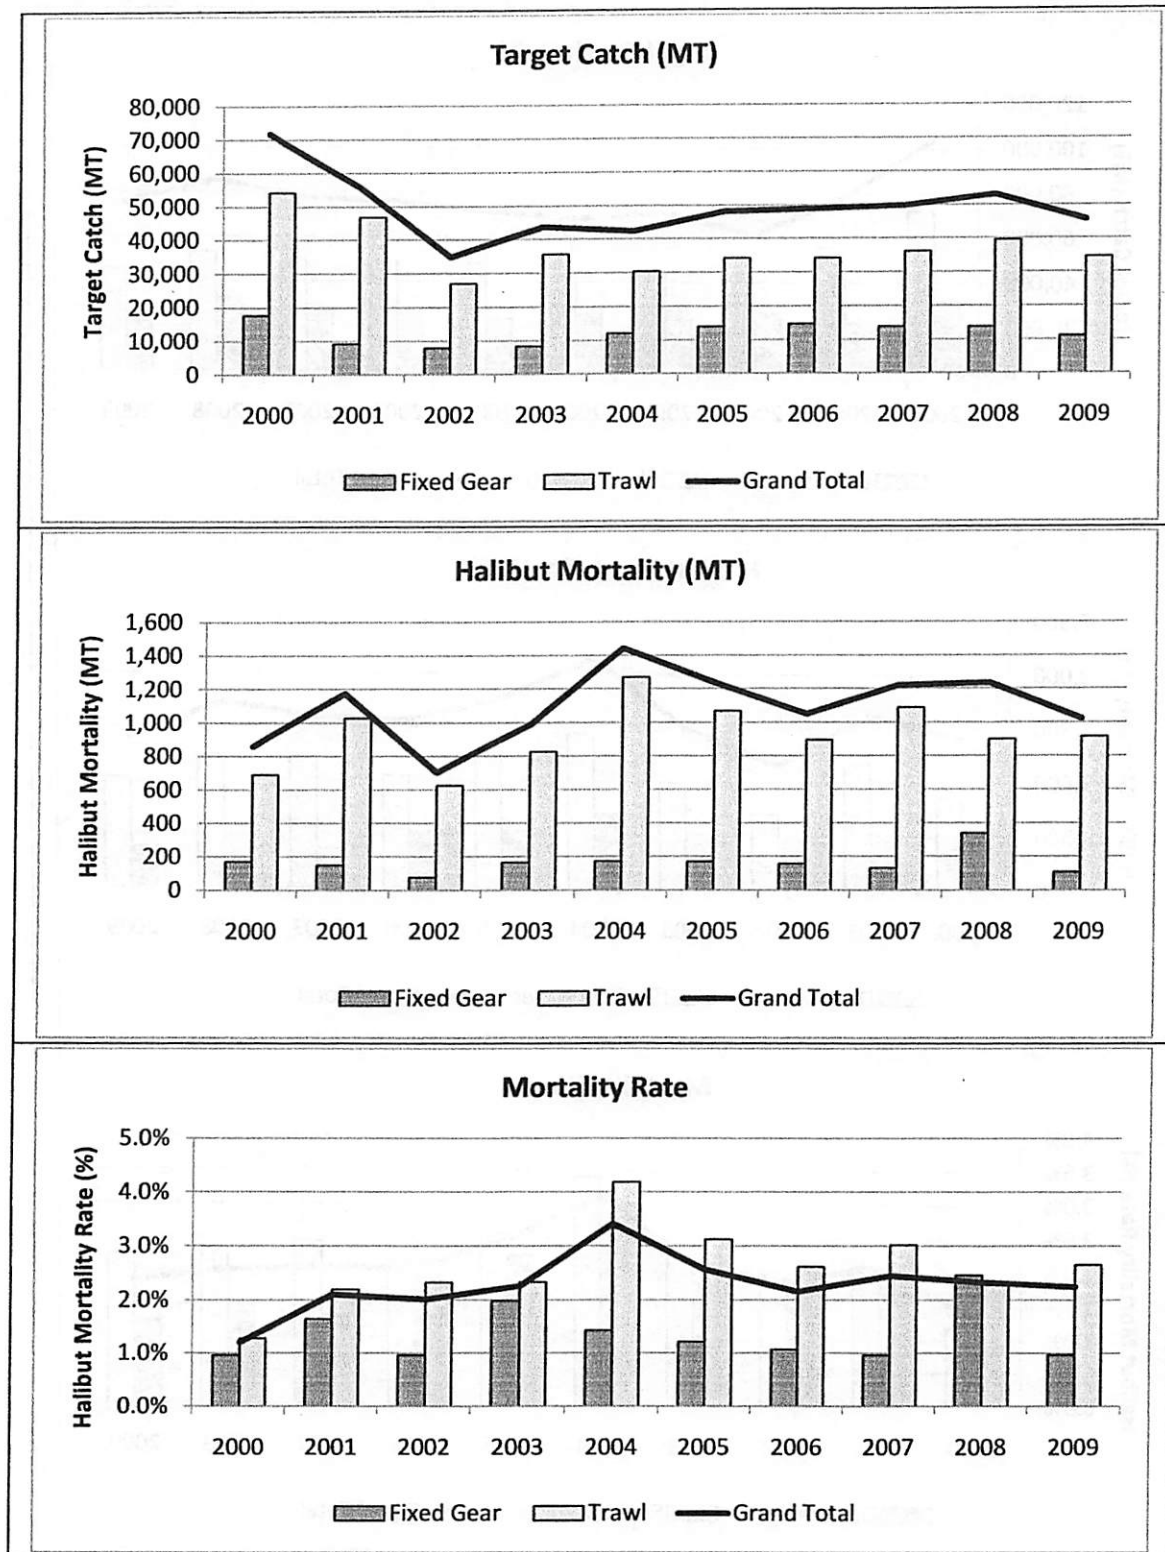 Target Catch (MT)
Target Catch (MT)
80,000
70,000
60,000
50,000
40,000
30,000
20,000
10,000
0
2000 2001 2002 2003 2004 2005 2006 2007 2008 2009
Fixed Gear Trawl Grand Total
Halibut Mortality (MT)
Halibut Mortality (MT)
1,600
1,400
1,200
1,000
800
600
400
200
0
2000 2001 2002 2003 2004 2005 2006 2007 2008 2009
Fixed Gear Trawl Grand Total
Mortality Rate
Halibut Mortality Rate (%)
5.0%
4.0%
3.0%
2.0%
1.0%
0.0%
2000 2001 2002 2003 2004 2005 2006 2007 2008 2009
Fixed Gear Trawl Grand Total